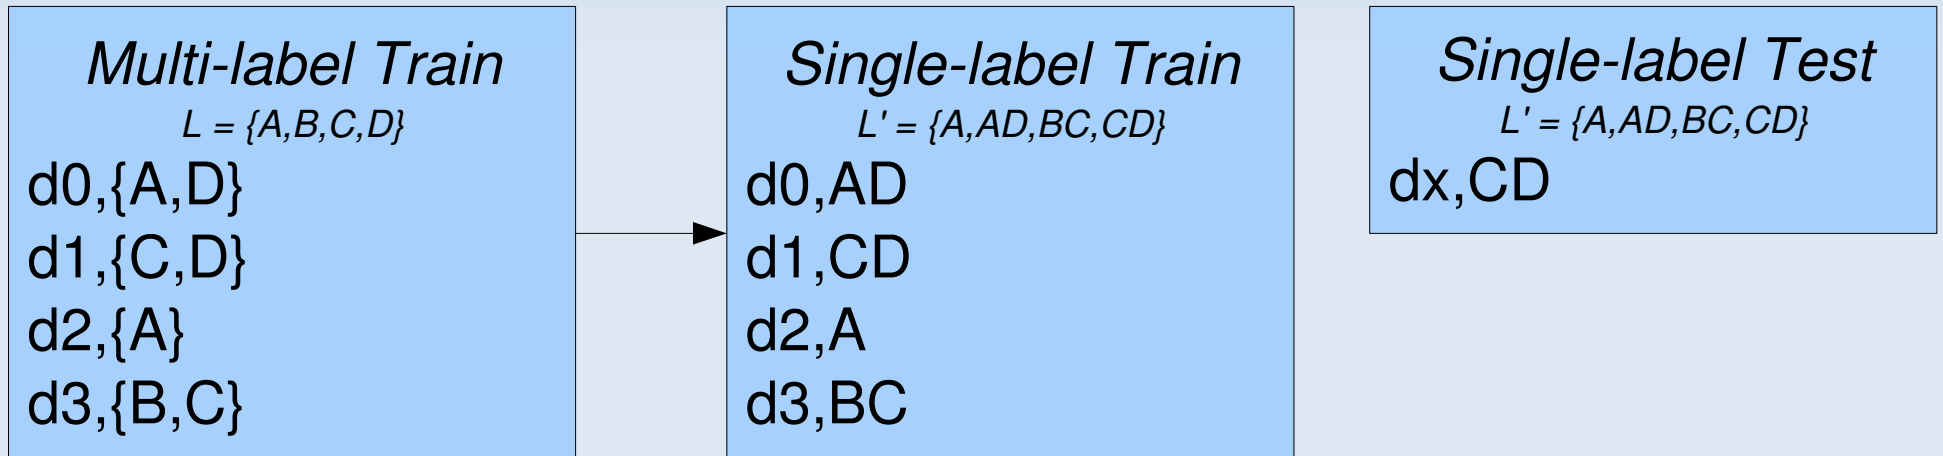 Multi-label Train
L = {A,B,C,D}
d0,{A,D}
d1,{C,D}
d2,{A}
d3,{B,C}
Single-label Train
L' = {A,AD,BC,CD}
d0,AD
d1,CD
d2,A
d3,BC
Single-label Test
L' = {A,AD,BC,CD}
dx,CD